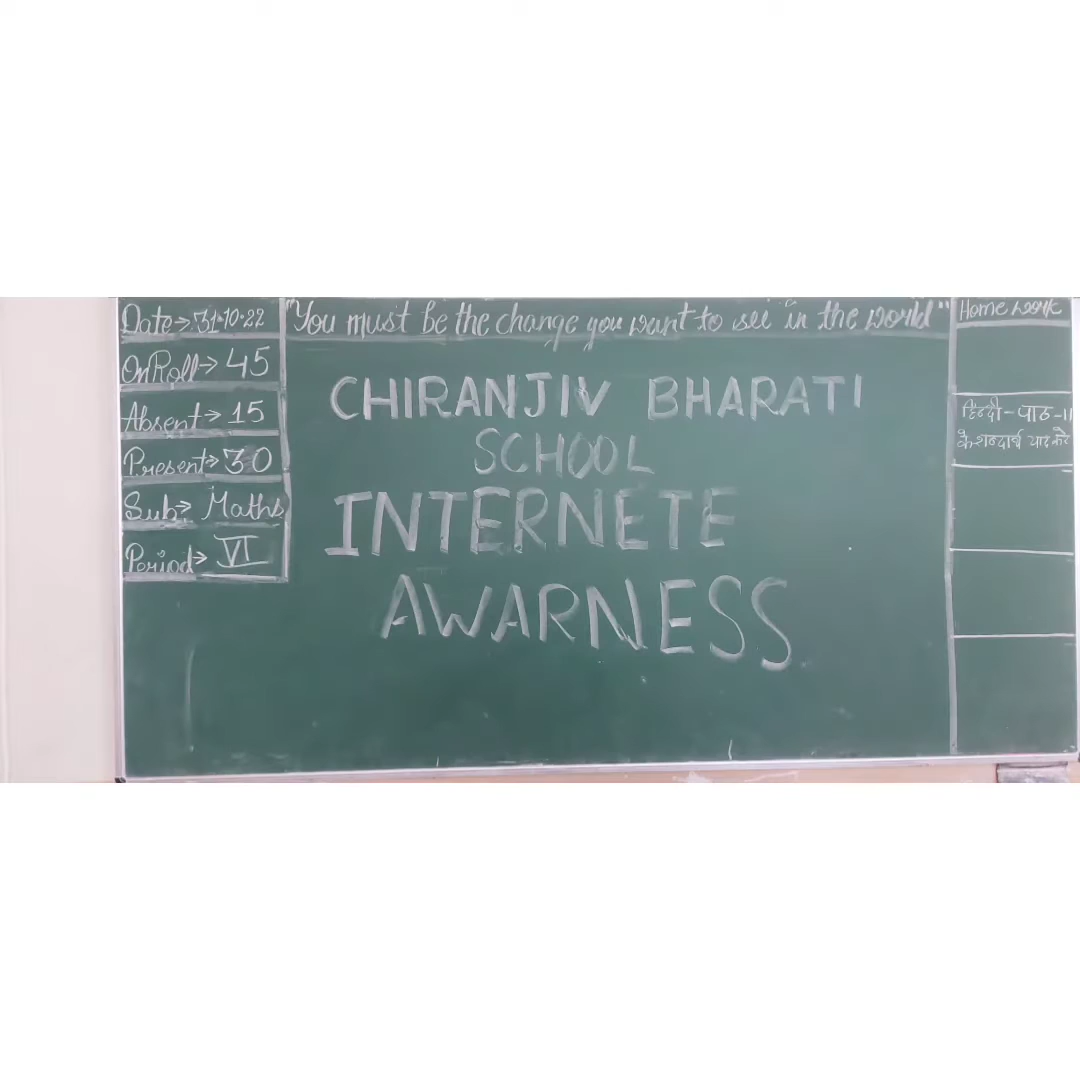 Date→31·10·22
OnRoll→45
Absent→15
Present→30
Sub→ Maths
Period→ VI
"You must be the change you want to see in the world"
CHIRANJIV BHARATI
SCHOOL
INTERNETE
AWARNESS
Home work
हिन्दी-पाठ-11
के शब्दार्थ याद करे